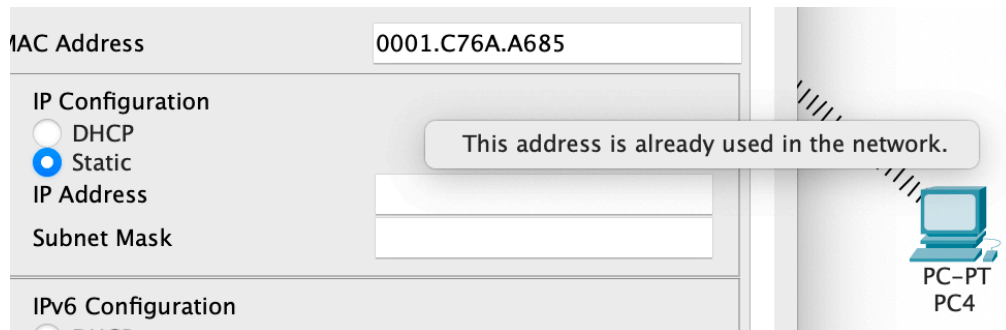 MAC Address
0001.C76A.A685
IP Configuration
DHCP
This address is already used in the network.
Static
IP Address
Subnet Mask
PC-PT
PC4
IPv6 Configuration